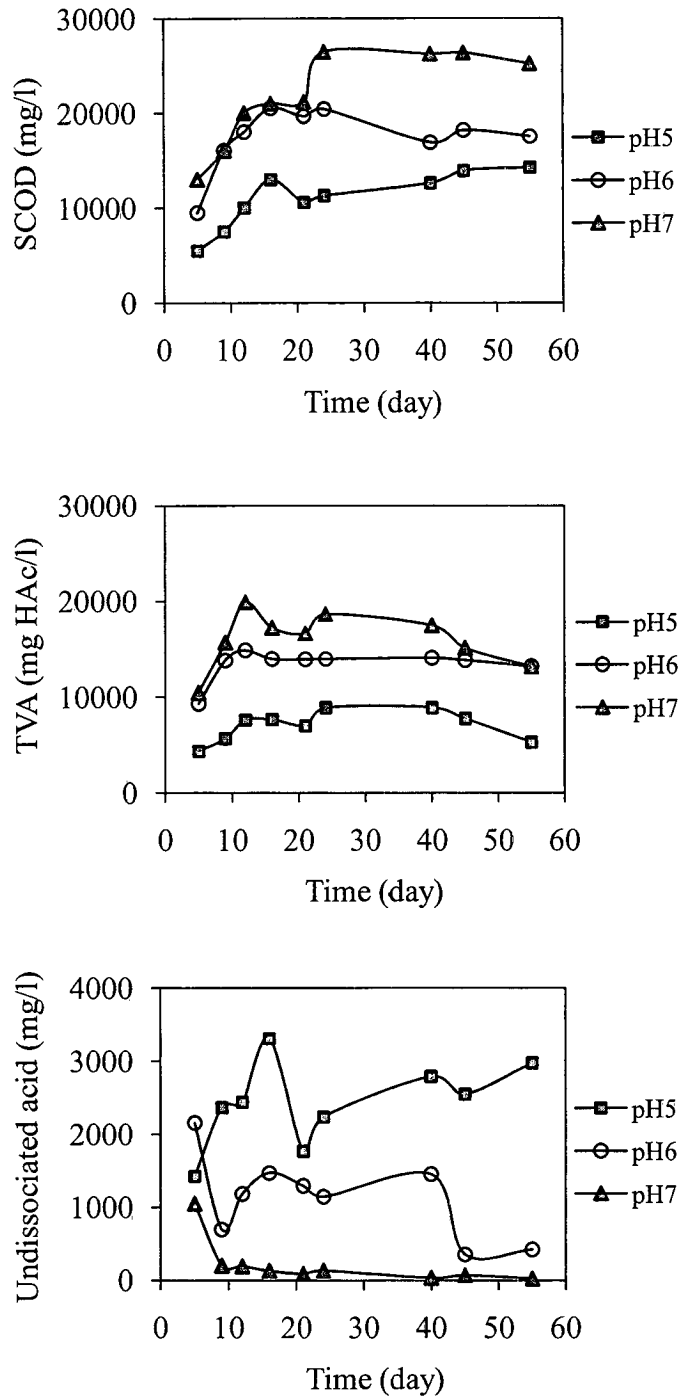 SCOD (mg/l)
30000
20000
10000
0
0 10 20 30 40 50 60
Time (day)
pH5
pH6
pH7
TVA (mg HAc/l)
30000
20000
10000
0
0 10 20 30 40 50 60
Time (day)
pH5
pH6
pH7
Undissociated acid (mg/l)
4000
3000
2000
1000
0
0 10 20 30 40 50 60
Time (day)
pH5
pH6
pH7